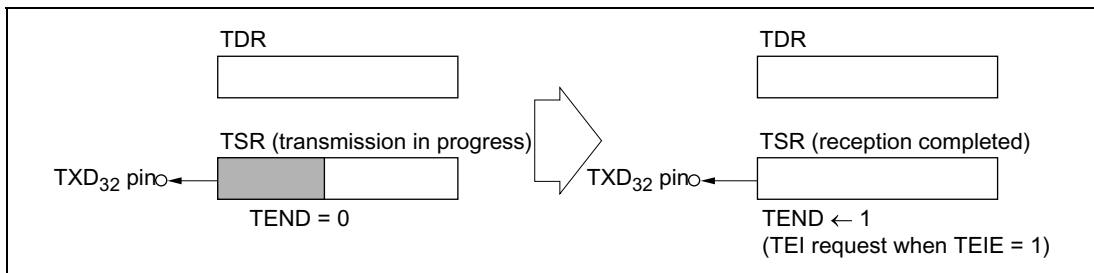 TDR
TSR (transmission in progress)
TXD32 pin
TEND = 0
TDR
TSR (reception completed)
TXD32 pin
TEND ← 1
(TEI request when TEIE = 1)